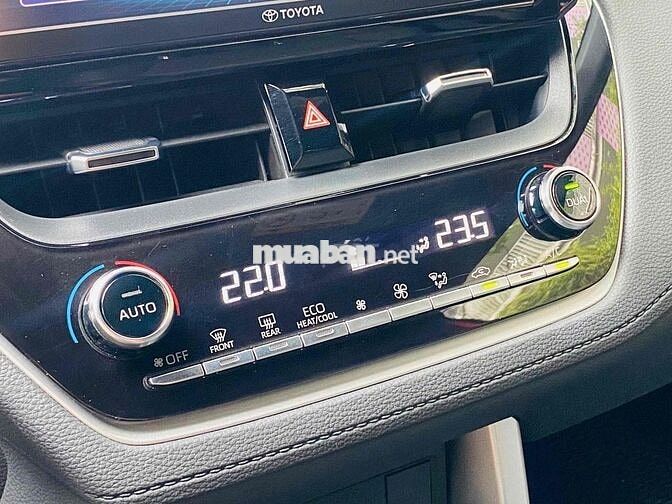 TOYOTA
DUAL
22.0
23.5
muaban.net
AUTO
OFF
FRONT
REAR
ECO
HEAT/COOL
A/C